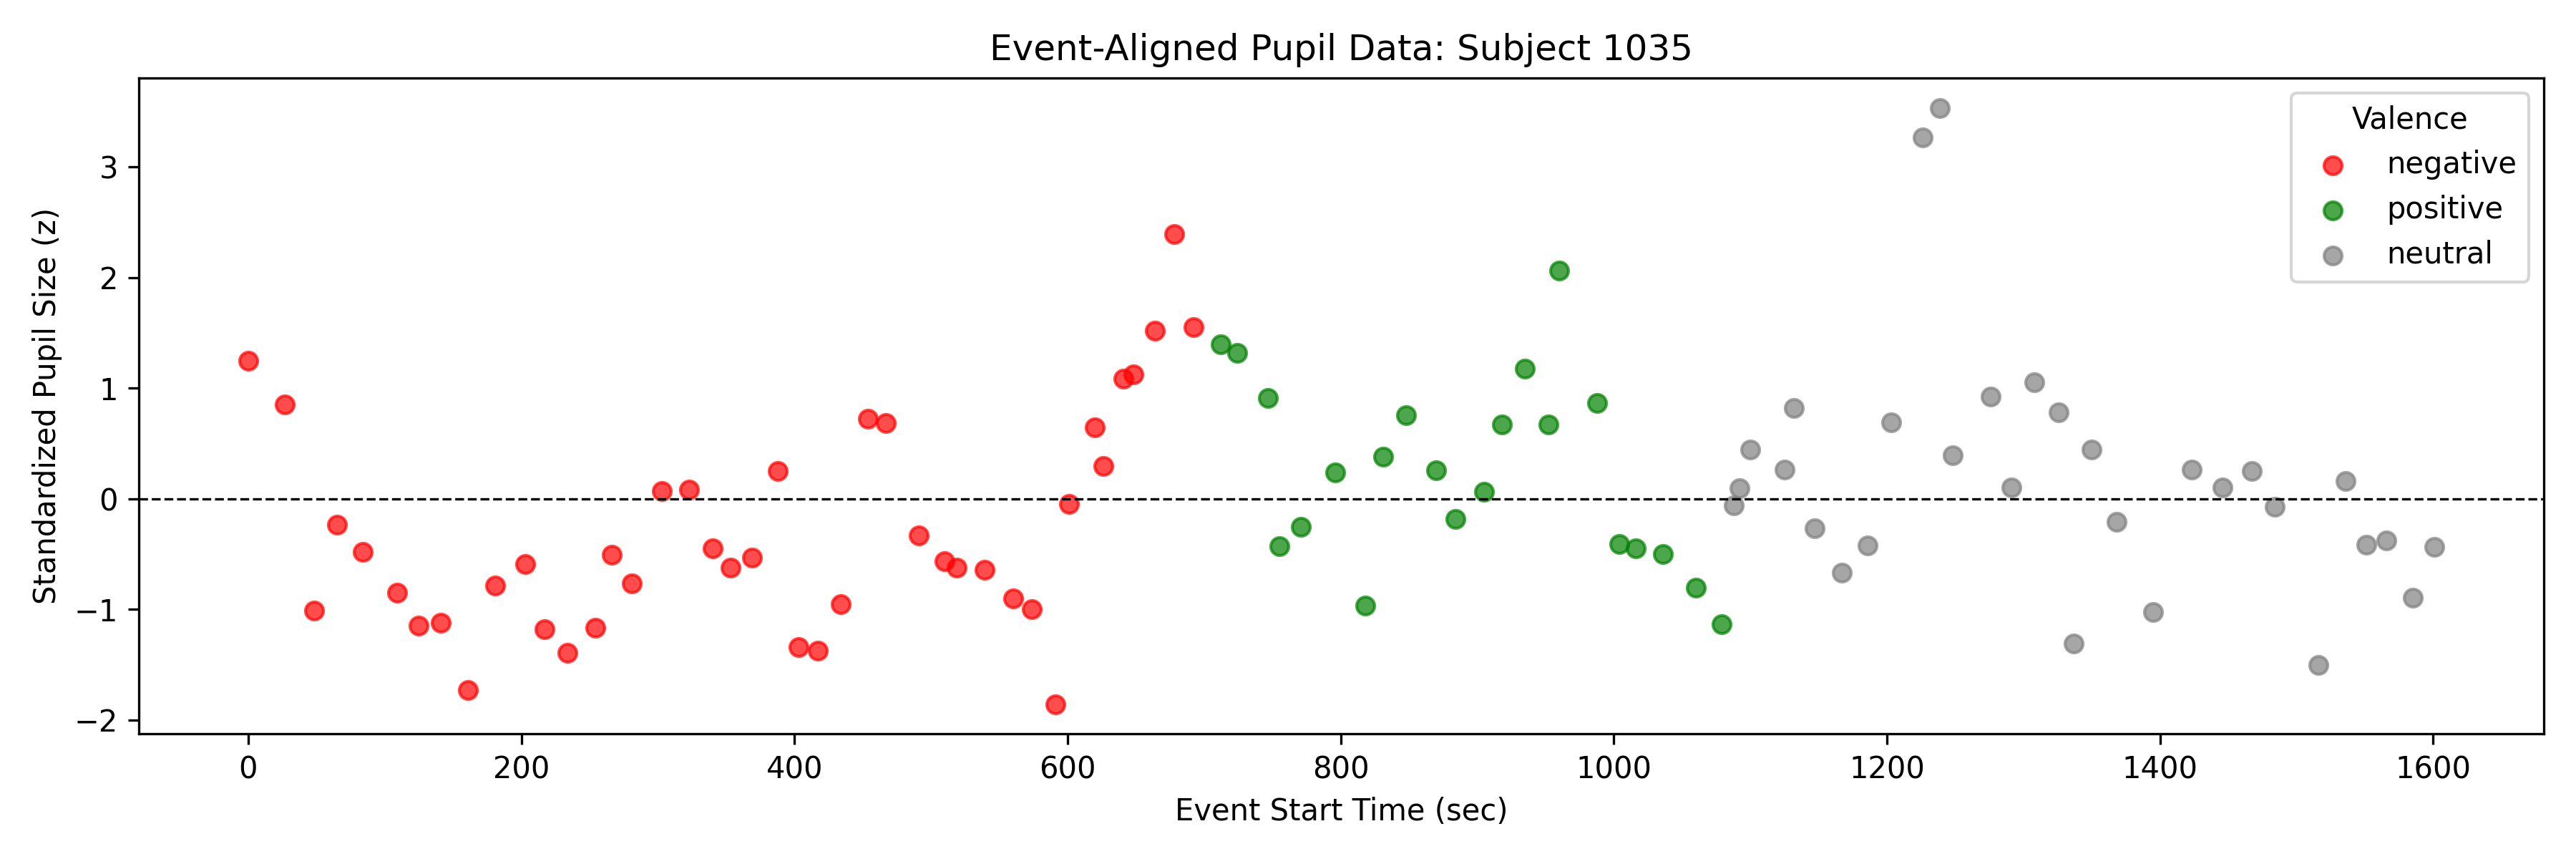 Event-Aligned Pupil Data: Subject 1035
Standardized Pupil Size (z)
3
2
1
0
−1
−2
Valence
negative
positive
neutral
0 200 400 600 800 1000 1200 1400 1600
Event Start Time (sec)